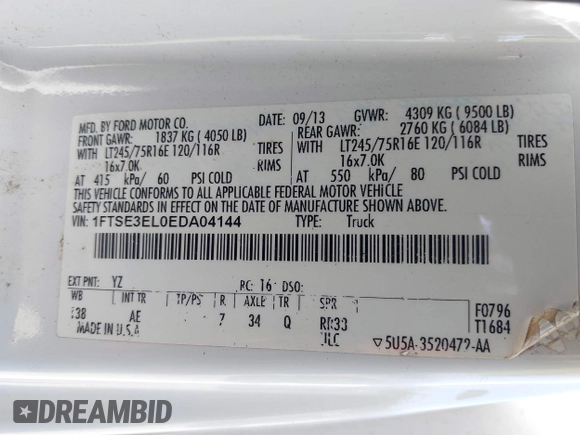 MFD. BY FORD MOTOR CO.
DATE: 09/13 GVWR: 4309 KG (9500 LB)
FRONT GAWR: 1837 KG (4050 LB)
REAR GAWR: 2760 KG (6084 LB)
WITH LT245/75R16E 120/116R TIRES
WITH LT245/75R16E 120/116R TIRES
16x7.0K RIMS
16x7.0K RIMS
AT 415 kPa/ 60 PSI COLD
AT 550 kPa/ 80 PSI COLD
THIS VEHICLE CONFORMS TO ALL APPLICABLE FEDERAL MOTOR VEHICLE
SAFETY STANDARDS IN EFFECT ON THE DATE OF MANUFACTURE SHOWN ABOVE.
VIN: 1FTSE3EL0EDA04144
TYPE: Truck
EXT PNT: YZ RC: 16 DSO:
WB INT TR TP/PS R AXLE TR SPR F0796
138 AE 7 34 Q RR33 T1684
MADE IN U.S.A. JLC ▽5U5A-3520472-AA
DREAMBID